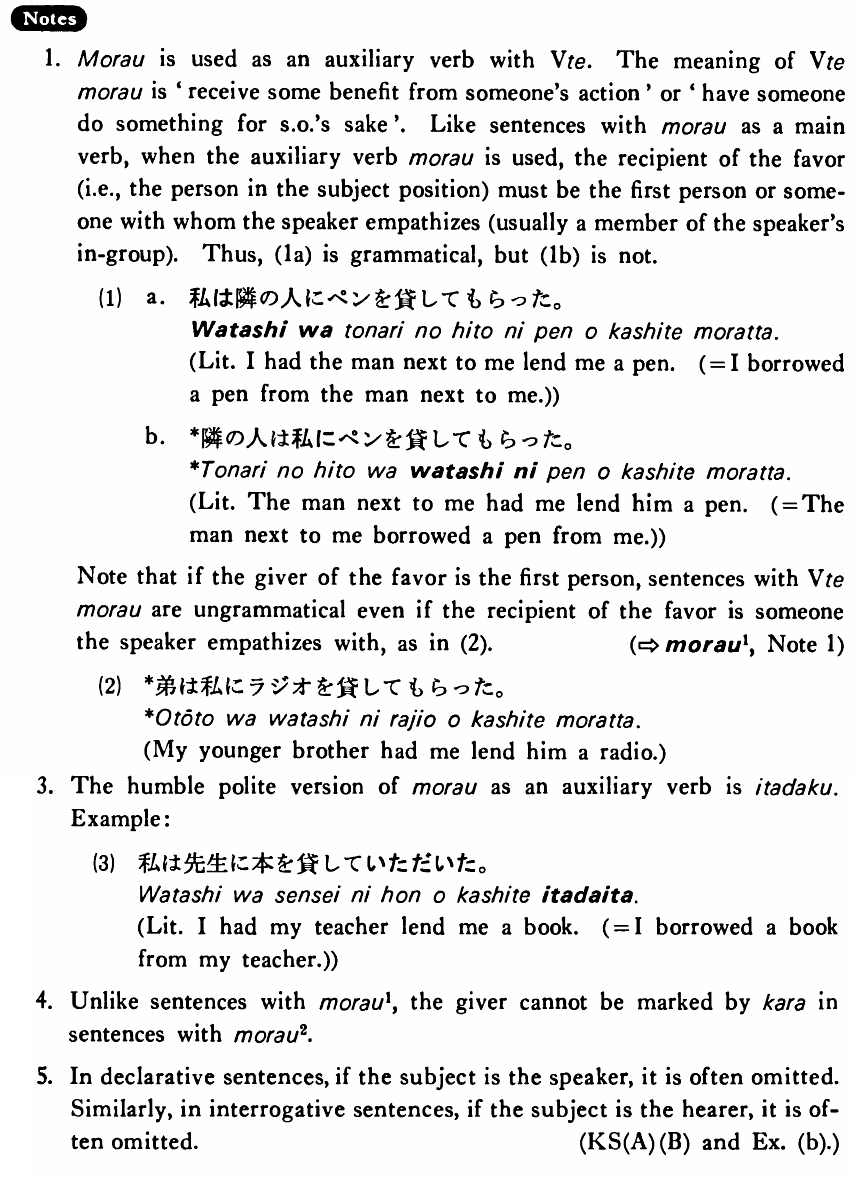 Notes
1. Morau is used as an auxiliary verb with Vte. The meaning of Vte
morau is ‘receive some benefit from someone's action’ or ‘have someone
do something for s.o.'s sake’. Like sentences with morau as a main
verb, when the auxiliary verb morau is used, the recipient of the favor
(i.e., the person in the subject position) must be the first person or some-
one with whom the speaker empathizes (usually a member of the speaker's
in-group). Thus, (1a) is grammatical, but (1b) is not.
(1) a. 私は隣の人にペンを貸してもらった。
Watashi wa tonari no hito ni pen o kashite moratta.
(Lit. I had the man next to me lend me a pen. (=I borrowed
a pen from the man next to me.))
b. *隣の人は私にペンを貸してもらった。
*Tonari no hito wa watashi ni pen o kashite moratta.
(Lit. The man next to me had me lend him a pen. (=The
man next to me borrowed a pen from me.))
Note that if the giver of the favor is the first person, sentences with Vte
morau are ungrammatical even if the recipient of the favor is someone
the speaker empathizes with, as in (2). (⇨ morau¹, Note 1)
(2) *弟は私にラジオを貸してもらった。
*Otōto wa watashi ni rajio o kashite moratta.
(My younger brother had me lend him a radio.)
3. The humble polite version of morau as an auxiliary verb is itadaku.
Example:
(3) 私は先生に本を貸していただいた。
Watashi wa sensei ni hon o kashite itadaita.
(Lit. I had my teacher lend me a book. (=I borrowed a book
from my teacher.))
4. Unlike sentences with morau¹, the giver cannot be marked by kara in
sentences with morau².
5. In declarative sentences, if the subject is the speaker, it is often omitted.
Similarly, in interrogative sentences, if the subject is the hearer, it is of-
ten omitted. (KS(A)(B) and Ex. (b).)